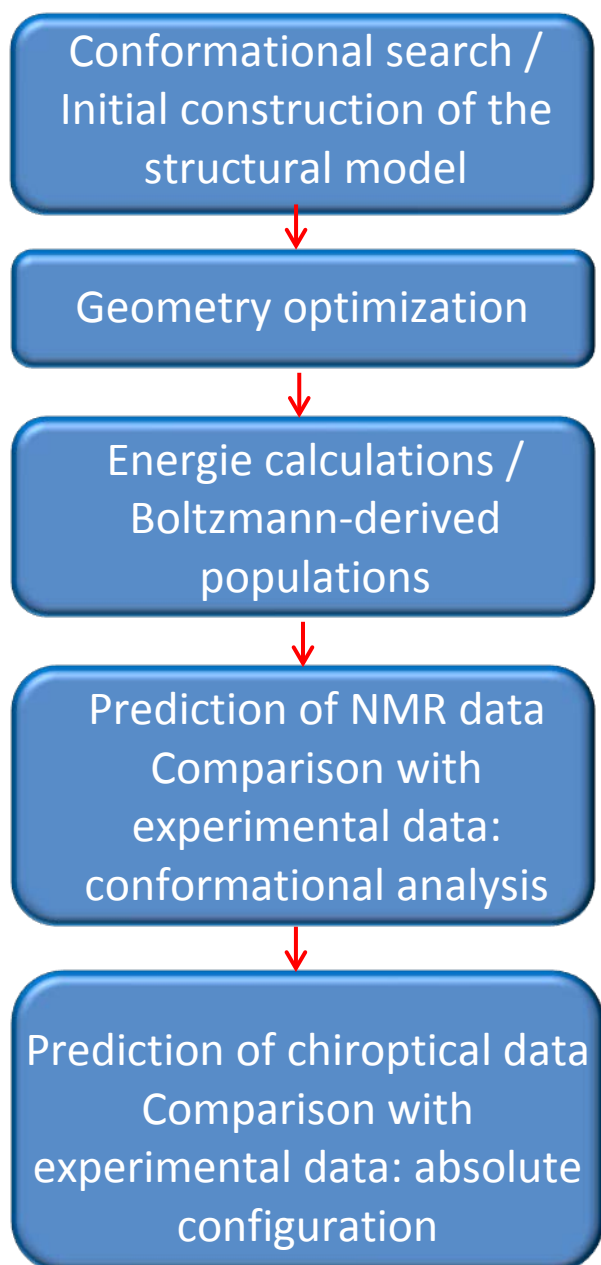 Conformational search /
Initial construction of the
structural model
Geometry optimization
Energie calculations /
Boltzmann-derived
populations
Prediction of NMR data
Comparison with
experimental data:
conformational analysis
Prediction of chiroptical data
Comparison with
experimental data: absolute
configuration